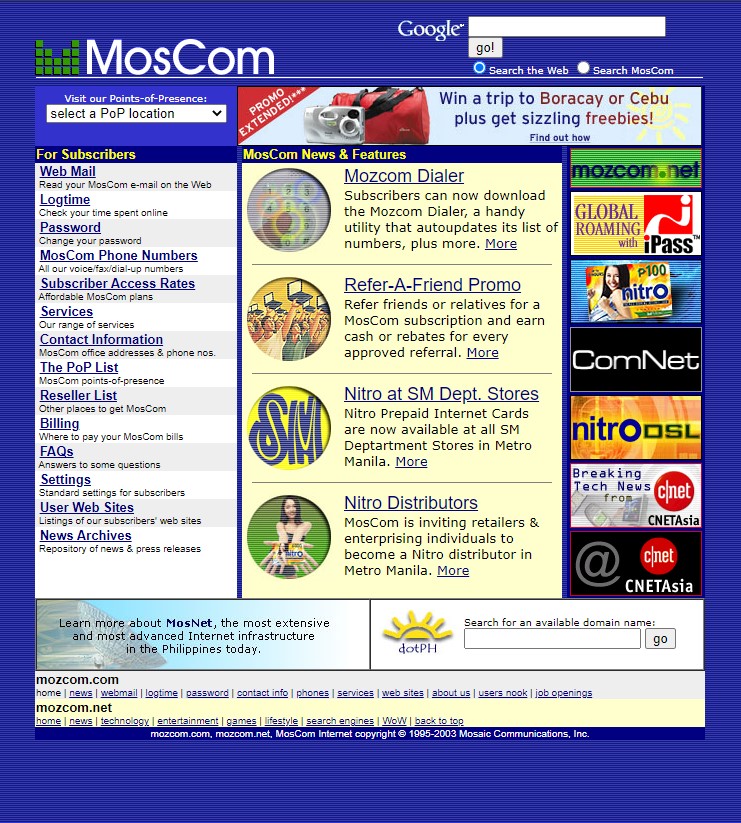 MosCom
Google™
go!
Search the Web Search MosCom
Visit our Points-of-Presence:
select a PoP location
PROMO
EXTENDED!***
Win a trip to Boracay or Cebu
plus get sizzling freebies!
Find out how
For Subscribers
Web Mail
Read your MosCom e-mail on the Web
Logtime
Check your time spent online
Password
Change your password
MosCom Phone Numbers
All our voice/fax/dial-up numbers
Subscriber Access Rates
Affordable MosCom plans
Services
Our range of services
Contact Information
MosCom office addresses & phone nos.
The PoP List
MosCom points-of-presence
Reseller List
Other places to get MosCom
Billing
Where to pay your MosCom bills
FAQs
Answers to some questions
Settings
Standard settings for subscribers
User Web Sites
Listings of our subscribers' web sites
News Archives
Repository of news & press releases
MosCom News & Features
Mozcom Dialer
Subscribers can now download
the Mozcom Dialer, a handy
utility that autoupdates its list of
numbers, plus more. More
Refer-A-Friend Promo
Refer friends or relatives for a
MosCom subscription and earn
cash or rebates for every
approved referral. More
SM
Nitro at SM Dept. Stores
Nitro Prepaid Internet Cards
are now available at all SM
Deptartment Stores in Metro
Manila. More
nitro
Nitro Distributors
MosCom is inviting retailers &
enterprising individuals to
become a Nitro distributor in
Metro Manila. More
mozcom.net
GLOBAL
ROAMING
with iPass™
₱100
nitro
ComNet
nitro DSL
Breaking
Tech News
from
c|net
CNETAsia
@ c|net
CNETAsia
Learn more about MosNet, the most extensive
and most advanced Internet infrastructure
in the Philippines today.
dotPH
Search for an available domain name:
go
mozcom.com
home | news | webmail | logtime | password | contact info | phones | services | web sites | about us | users nook | job openings
mozcom.net
home | news | technology | entertainment | games | lifestyle | search engines | WoW | back to top
mozcom.com, mozcom.net, MosCom Internet copyright © 1995-2003 Mosaic Communications, Inc.